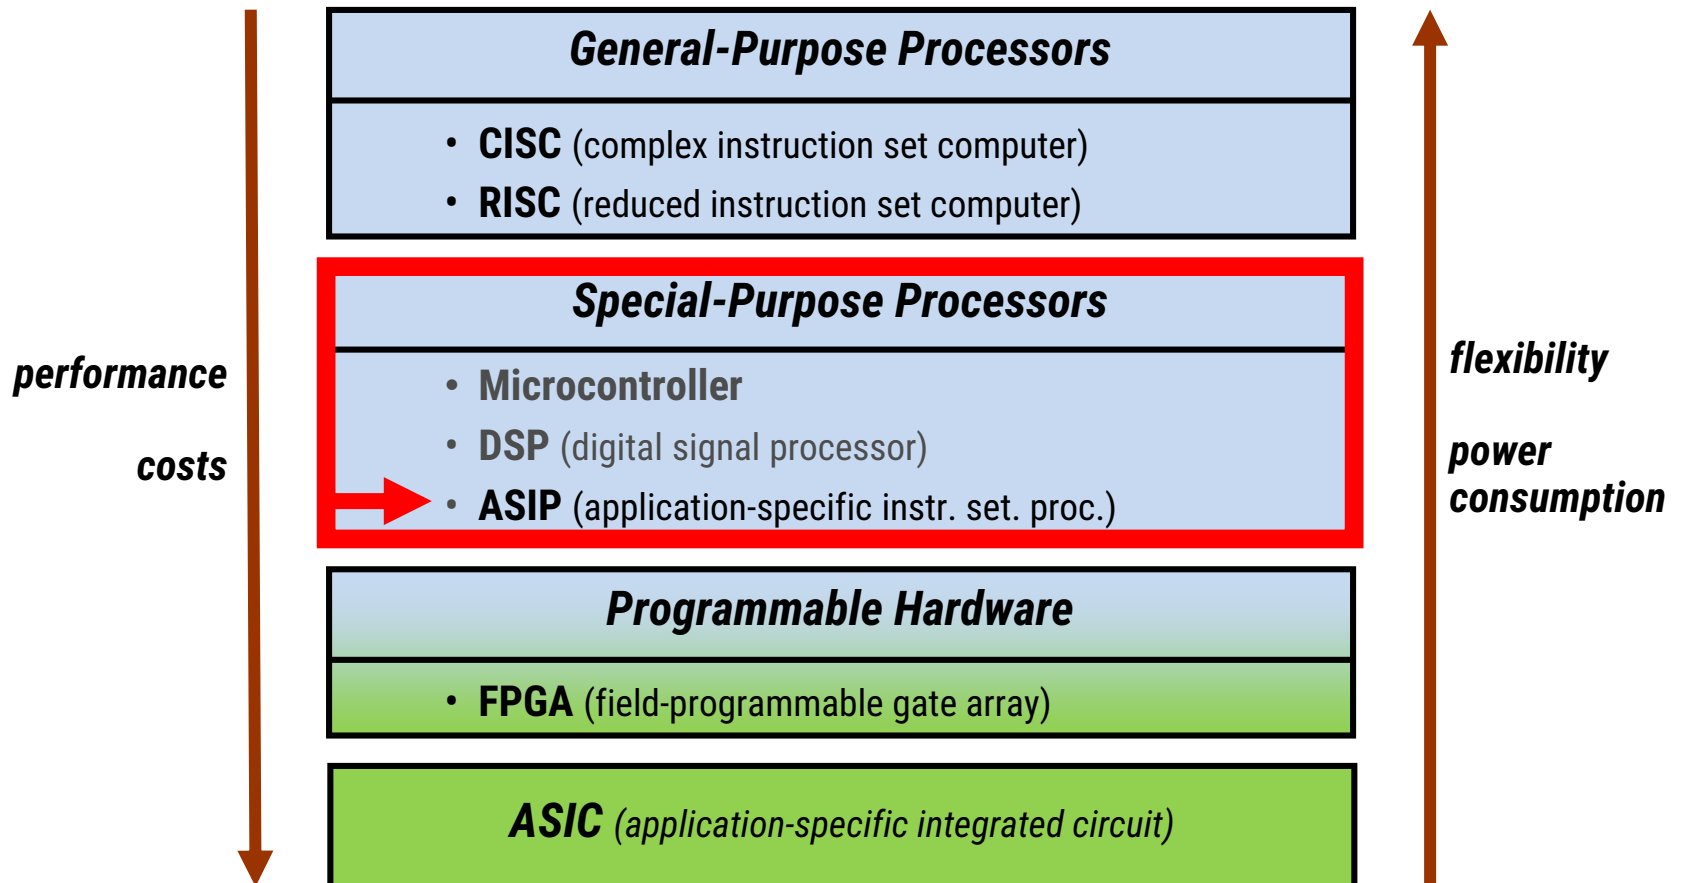 General-Purpose Processors
• CISC (complex instruction set computer)
• RISC (reduced instruction set computer)
Special-Purpose Processors
• Microcontroller
• DSP (digital signal processor)
• ASIP (application-specific instr. set. proc.)
performance
costs
flexibility
power
consumption
Programmable Hardware
• FPGA (field-programmable gate array)
ASIC (application-specific integrated circuit)